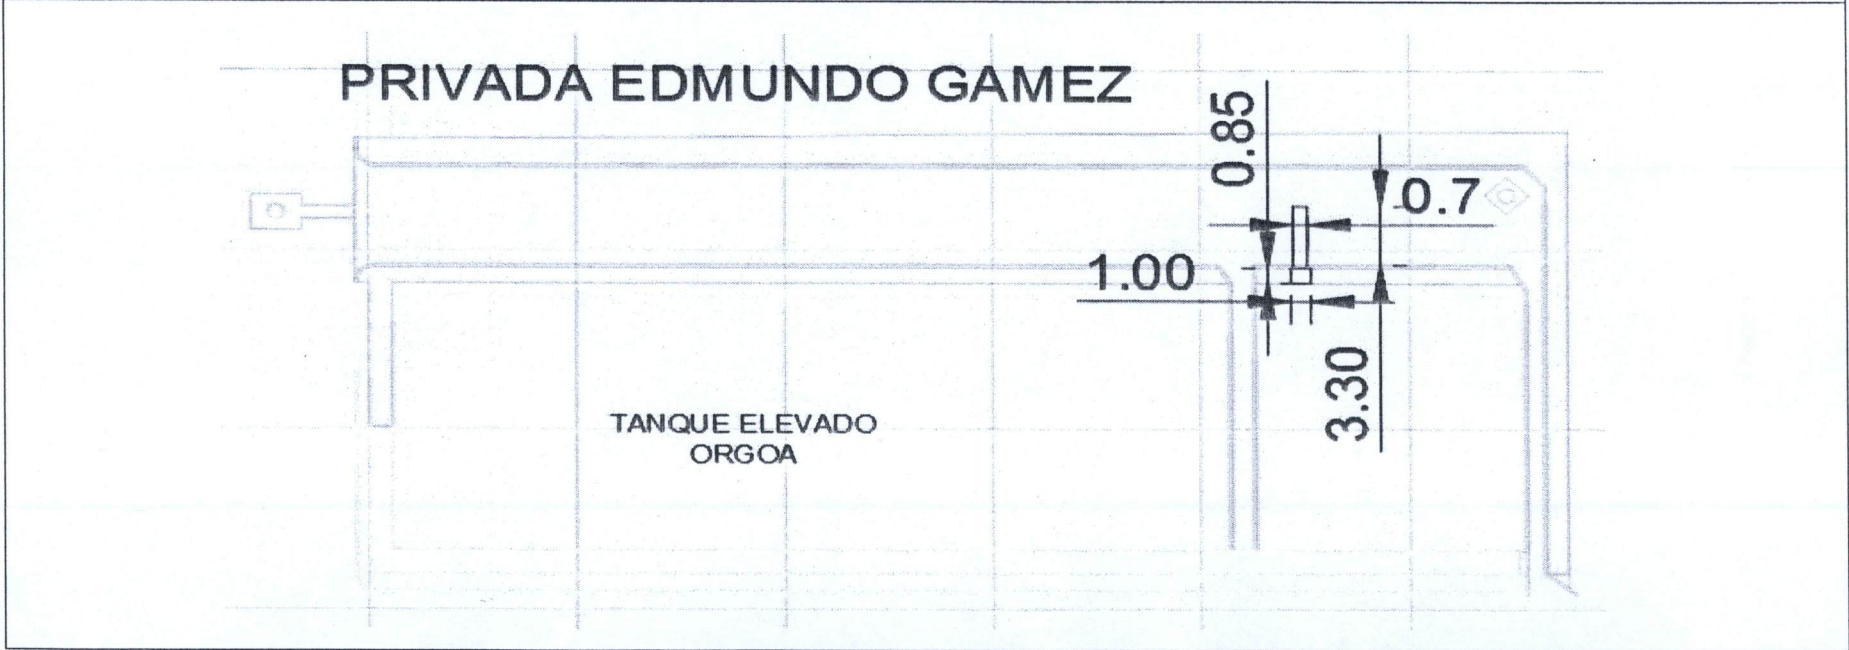 PRIVADA EDMUNDO GAMEZ
0.85
0.7
1.00
3.30
TANQUE ELEVADO
ORGOA